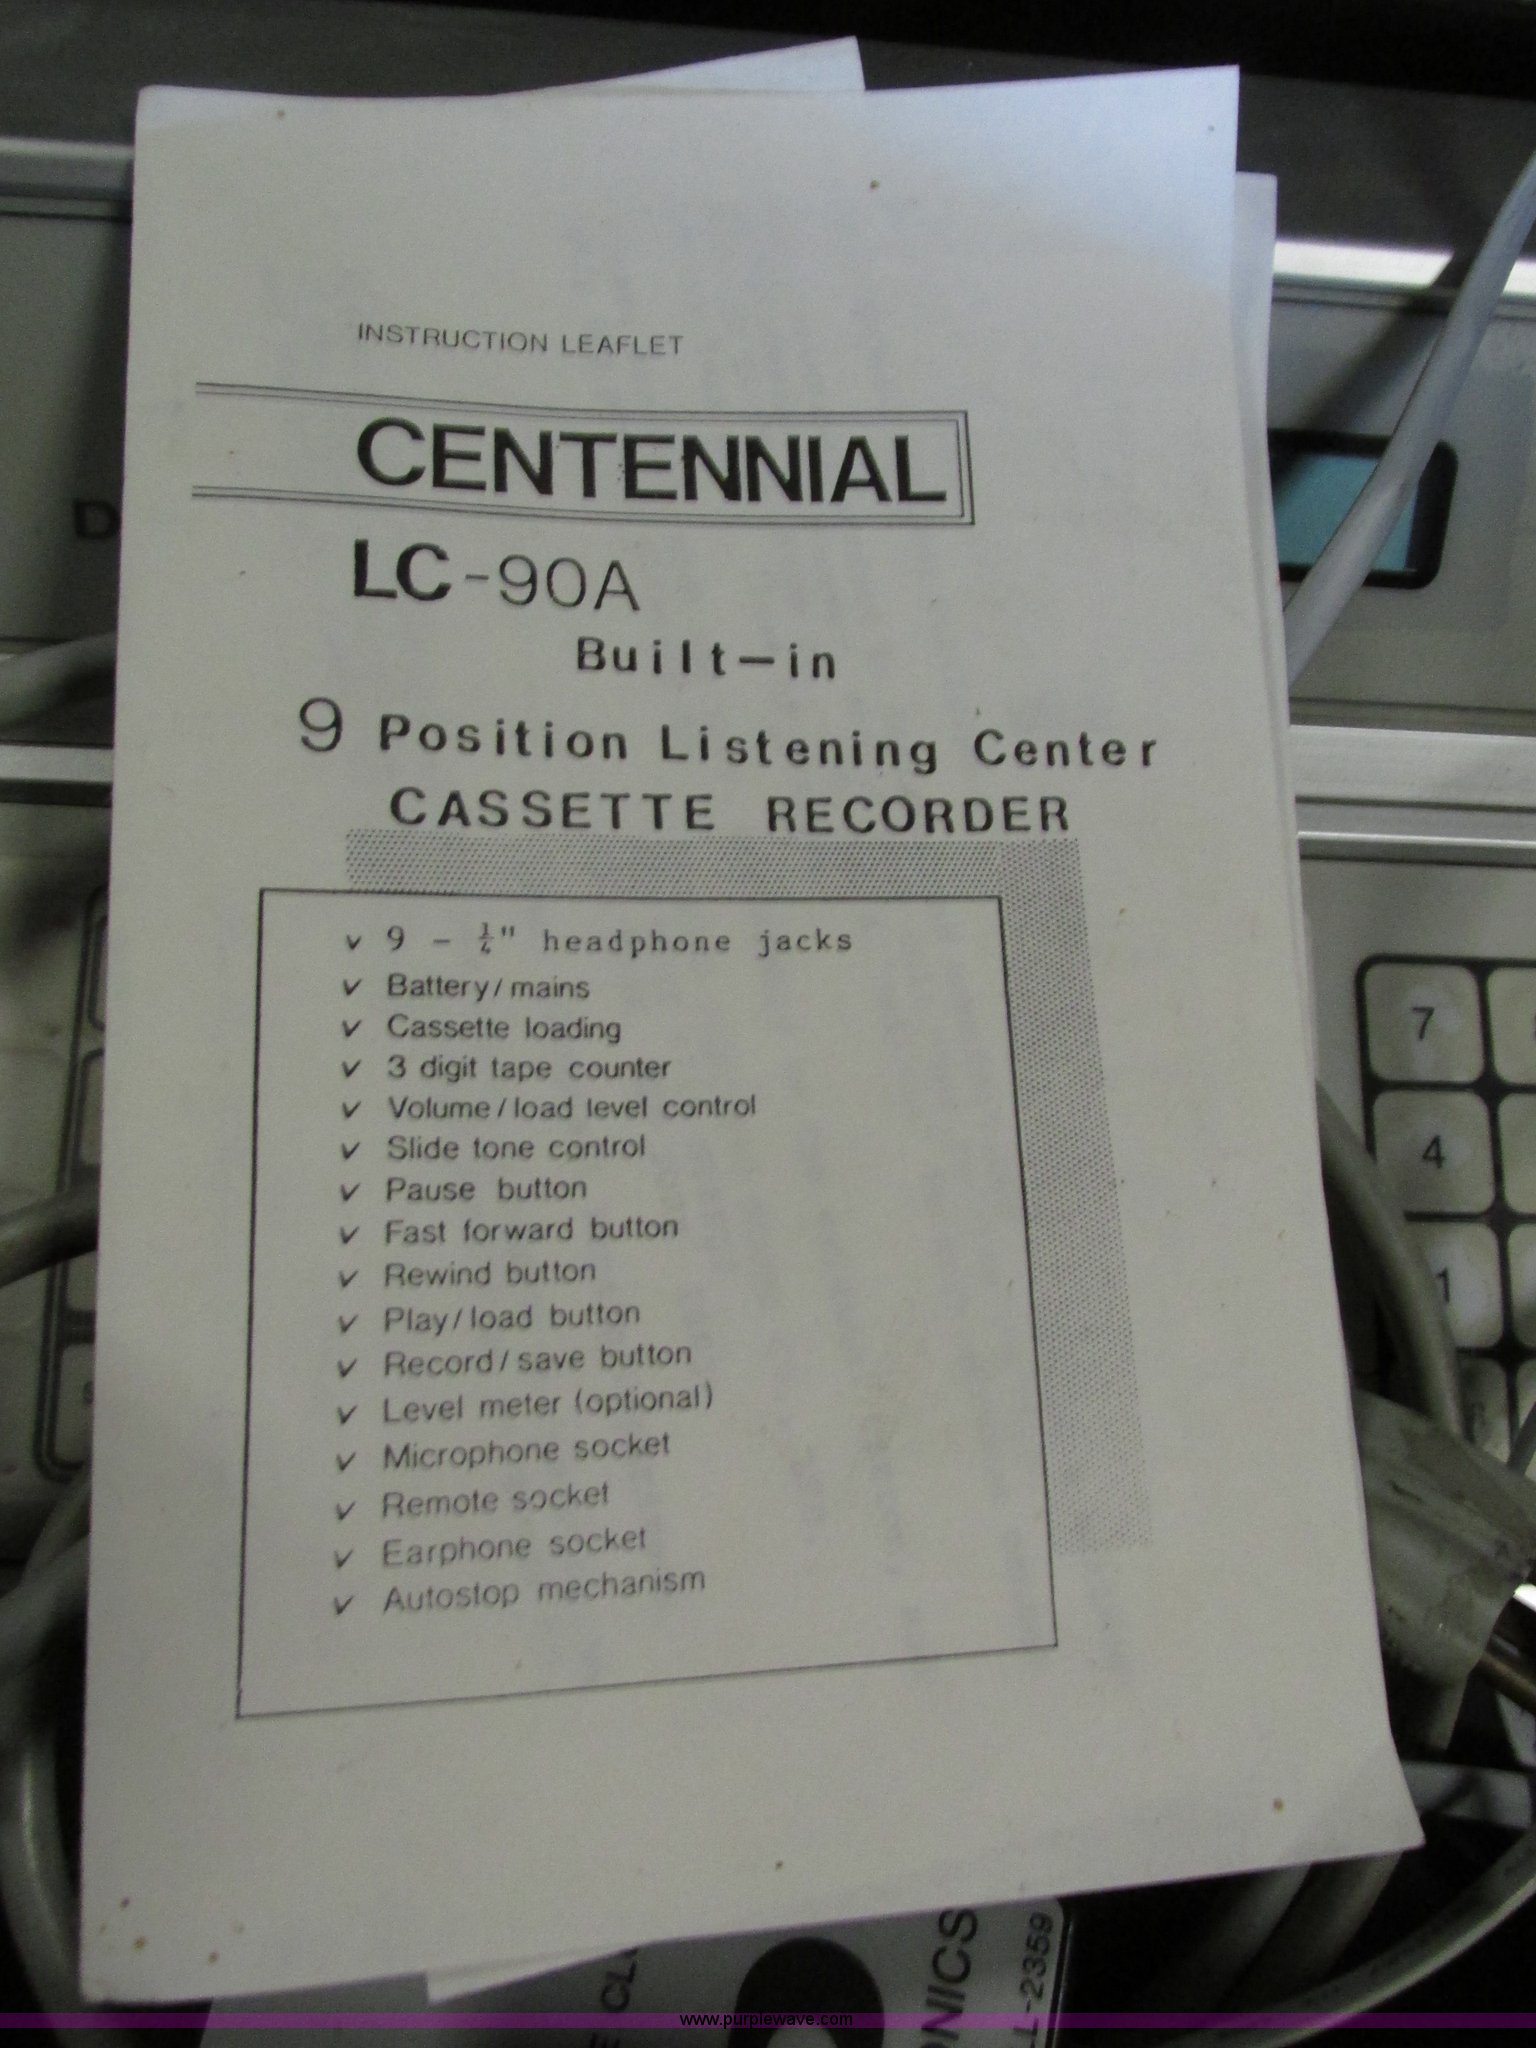 INSTRUCTION LEAFLET
CENTENNIAL
LC-90A
Built-in
9 Position Listening Center
CASSETTE RECORDER
✓ 9 - ¼" headphone jacks
✓ Battery/mains
✓ Cassette loading
✓ 3 digit tape counter
✓ Volume/load level control
✓ Slide tone control
✓ Pause button
✓ Fast forward button
✓ Rewind button
✓ Play/load button
✓ Record/save button
✓ Level meter (optional)
✓ Microphone socket
✓ Remote socket
✓ Earphone socket
✓ Autostop mechanism
D
7
4
1
ONICS
-2359
www.purplewave.com